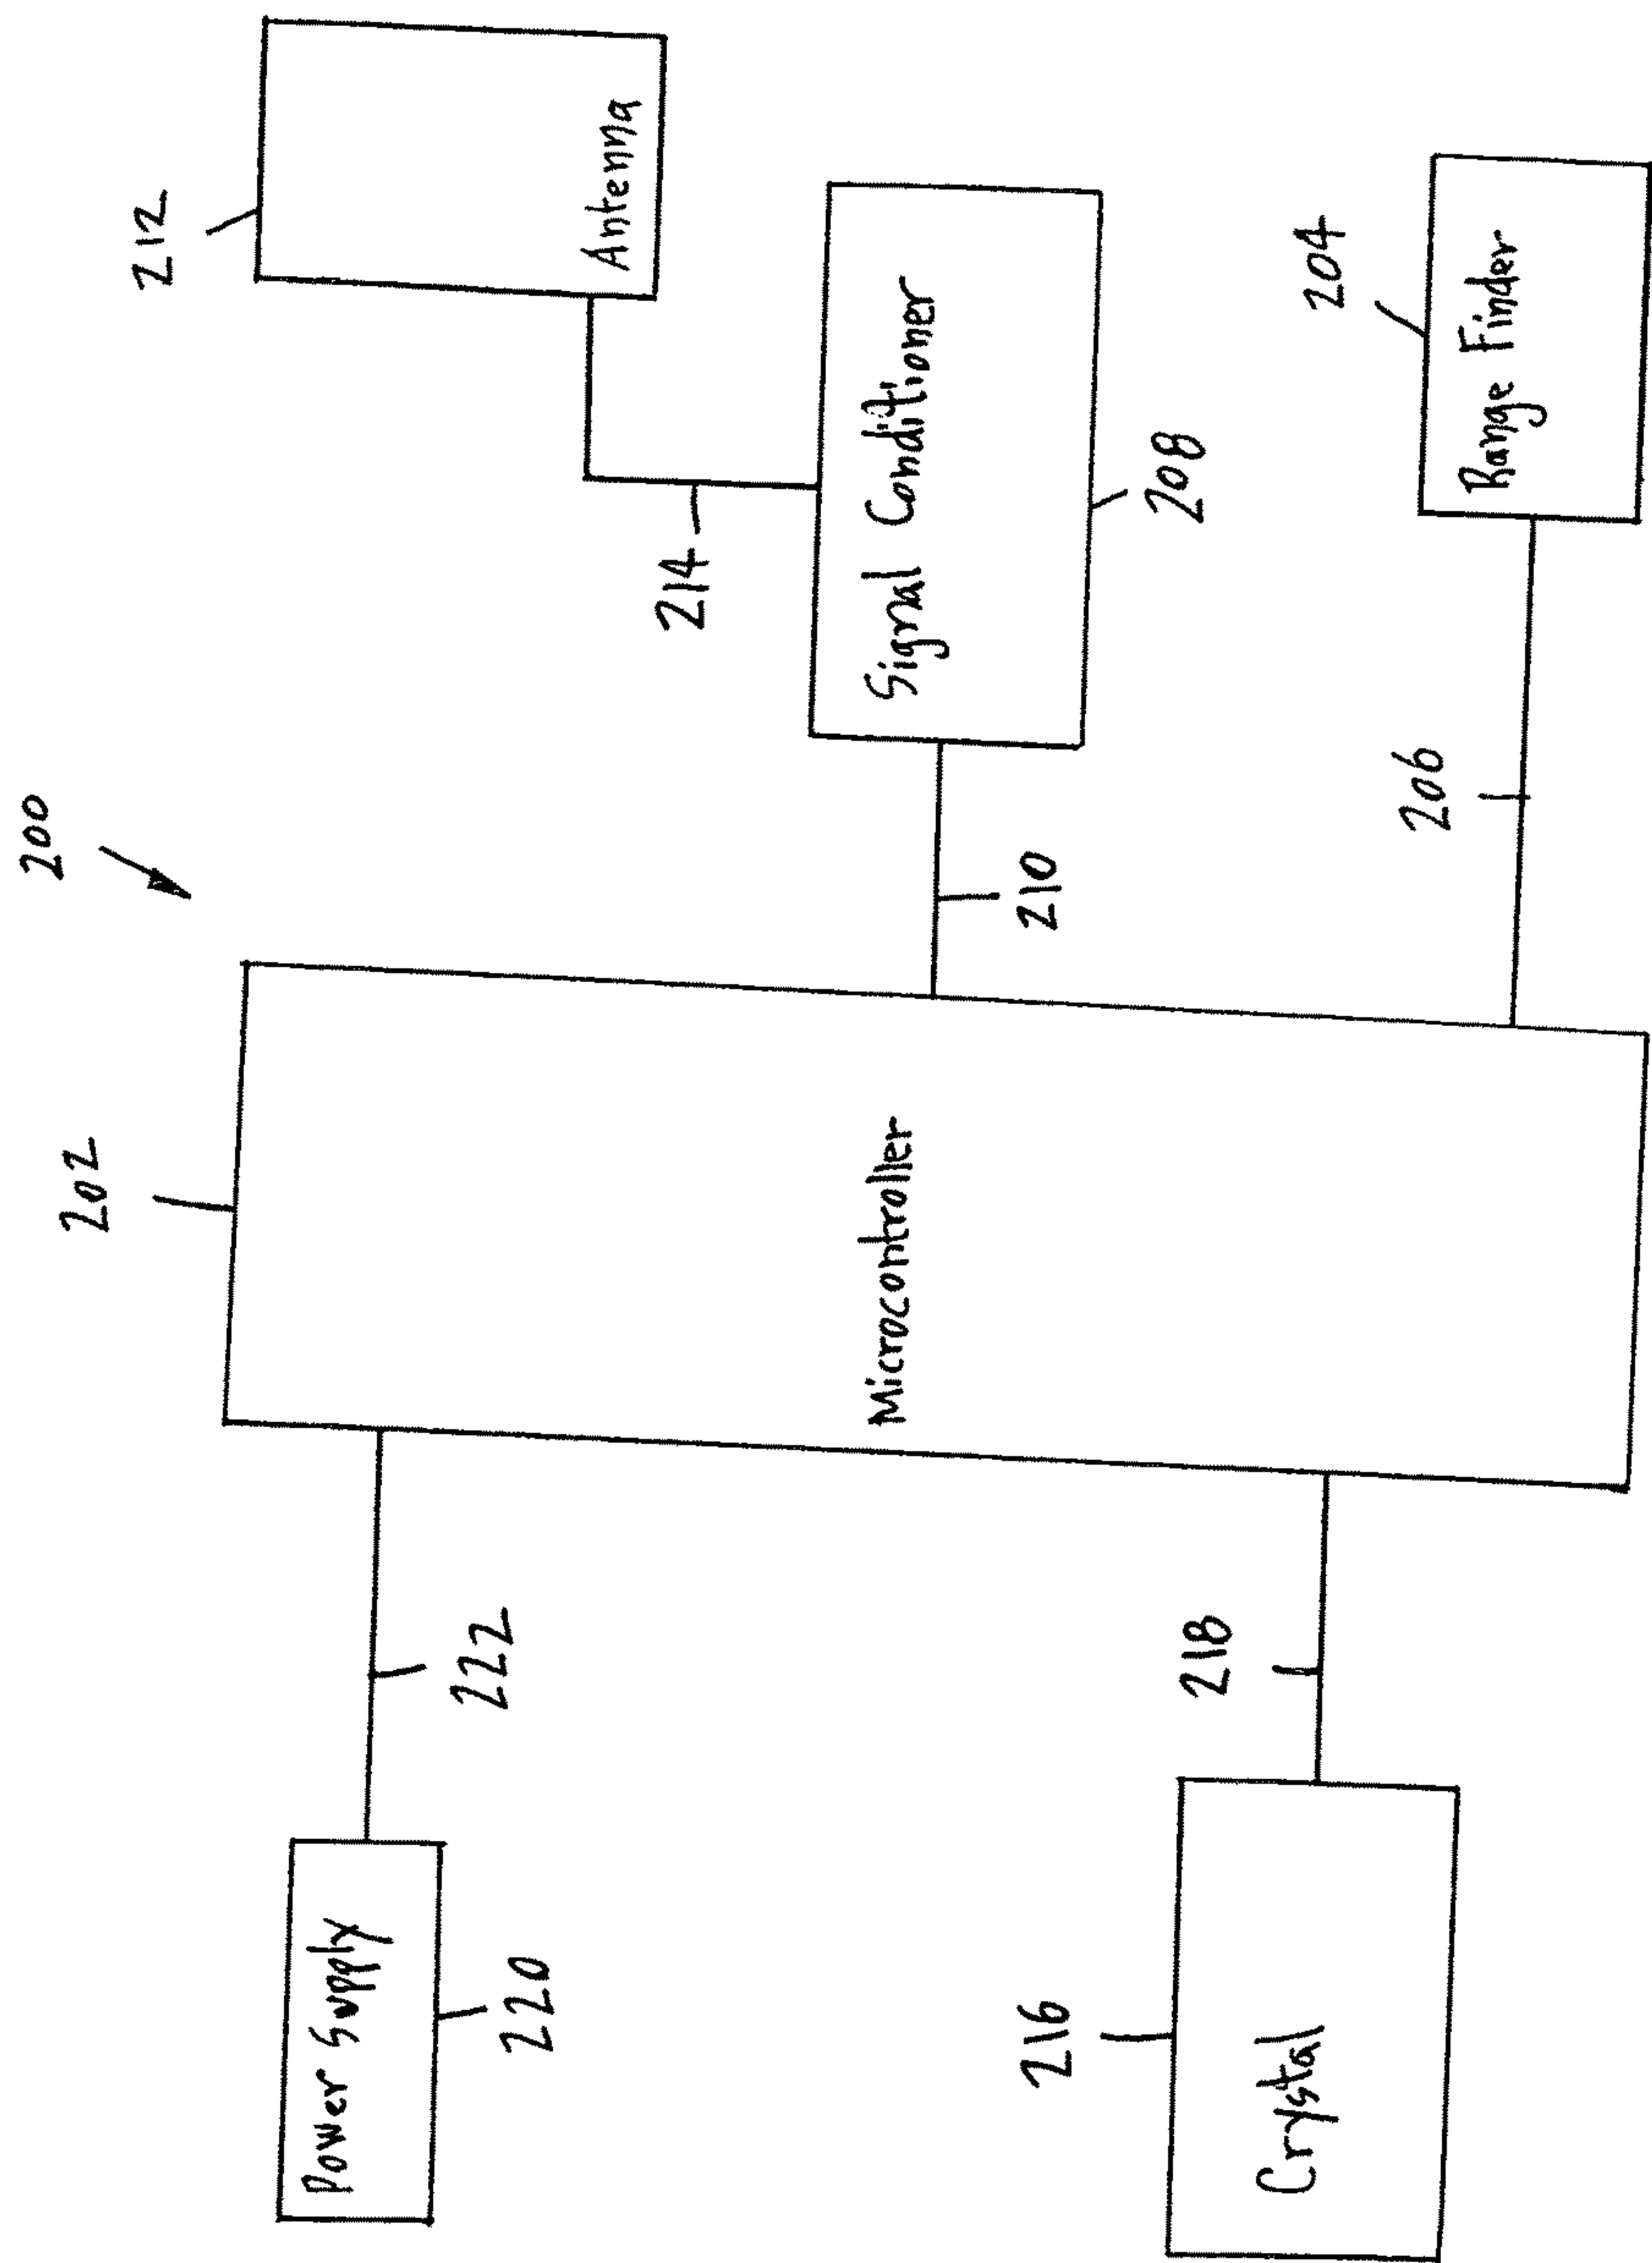 200
202
212
Antenna
214
Signal Conditioner
208
210
204
Range Finder
206
Microcontroller
222
Power Supply
220
218
216
Crystal